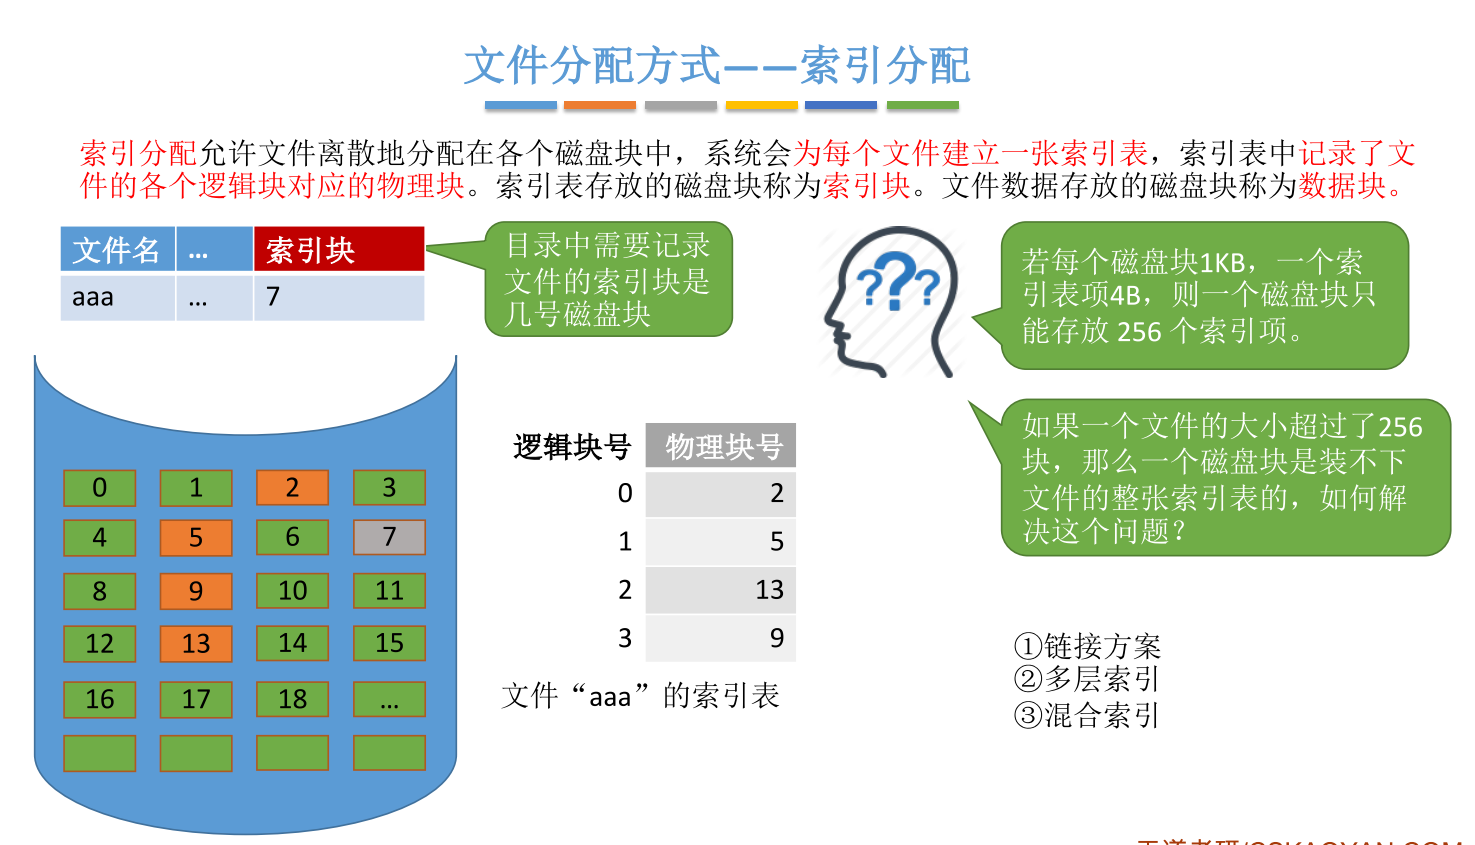 文件分配方式——索引分配
索引分配允许文件离散地分配在各个磁盘块中，系统会为每个文件建立一张索引表，索引表中记录了文
件的各个逻辑块对应的物理块。索引表存放的磁盘块称为索引块。文件数据存放的磁盘块称为数据块。
文件名 ... 索引块
aaa ... 7
目录中需要记录
文件的索引块是
几号磁盘块
???
若每个磁盘块1KB，一个索
引表项4B，则一个磁盘块只
能存放 256 个索引项。
如果一个文件的大小超过了256
块，那么一个磁盘块是装不下
文件的整张索引表的，如何解
决这个问题？
0 1 2 3
4 5 6 7
8 9 10 11
12 13 14 15
16 17 18 ...
逻辑块号 物理块号
0 2
1 5
2 13
3 9
文件“aaa”的索引表
①链接方案
②多层索引
③混合索引
王道考研/CSKAOYAN.COM